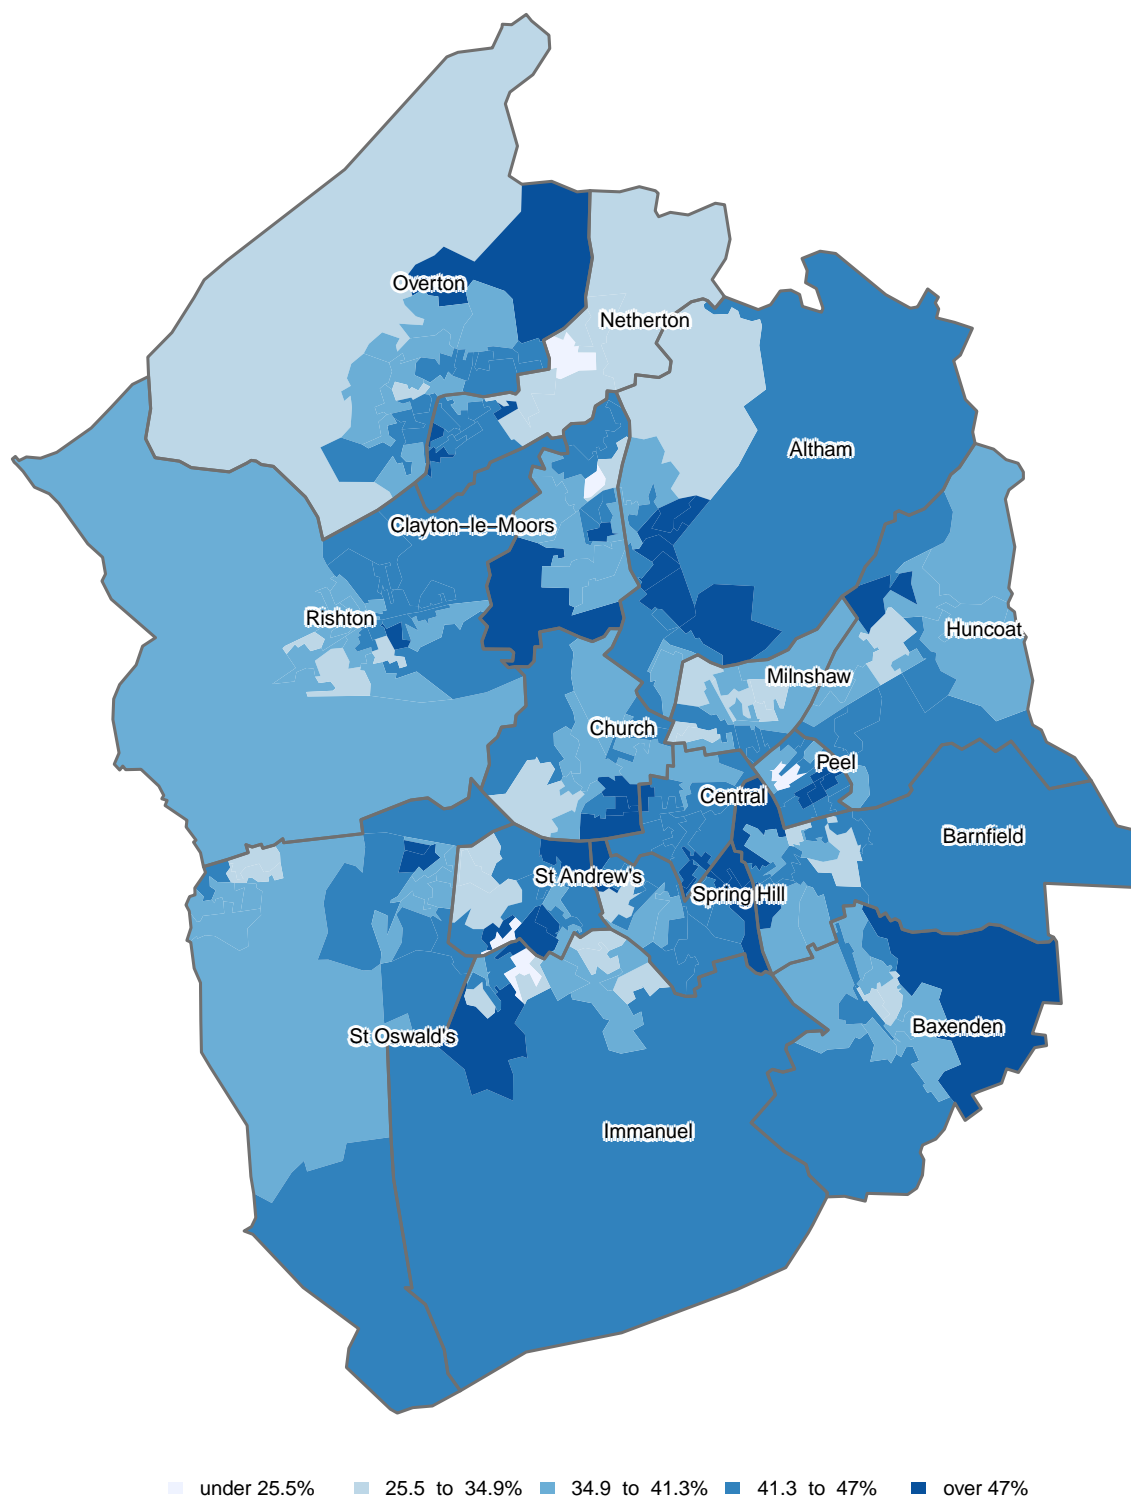 Overton
Netherton
Altham
Clayton–le–Moors
Rishton
Huncoat
Milnshaw
Church
Peel
Central
Barnfield
St Andrew's
Spring Hill
Baxenden
St Oswald's
Immanuel
under 25.5% 25.5 to 34.9% 34.9 to 41.3% 41.3 to 47% over 47%